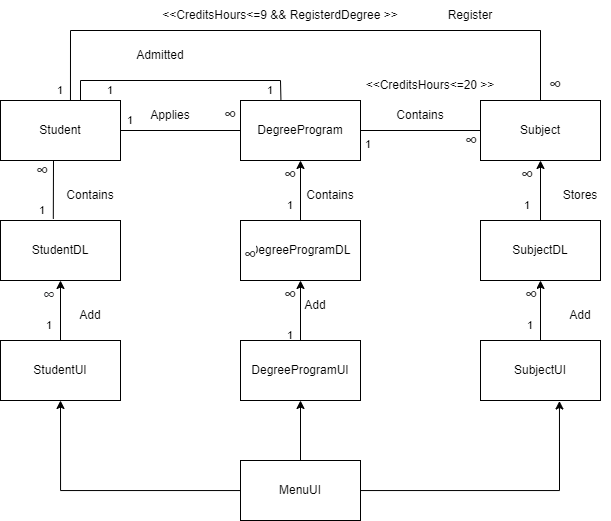 <<CreditsHours<=9 && RegisterdDegree >> Register
Admitted
<<CreditsHours<=20 >>
1 1 1 ∞
1 Applies ∞ Contains
Student DegreeProgram Subject
1 ∞
∞ ∞ ∞
Contains Contains Stores
1 1 1
StudentDL ∞ egreeProgramDL SubjectDL
∞ ∞ ∞
Add Add Add
1 1 1
StudentUI DegreeProgramUI SubjectUI
MenuUI